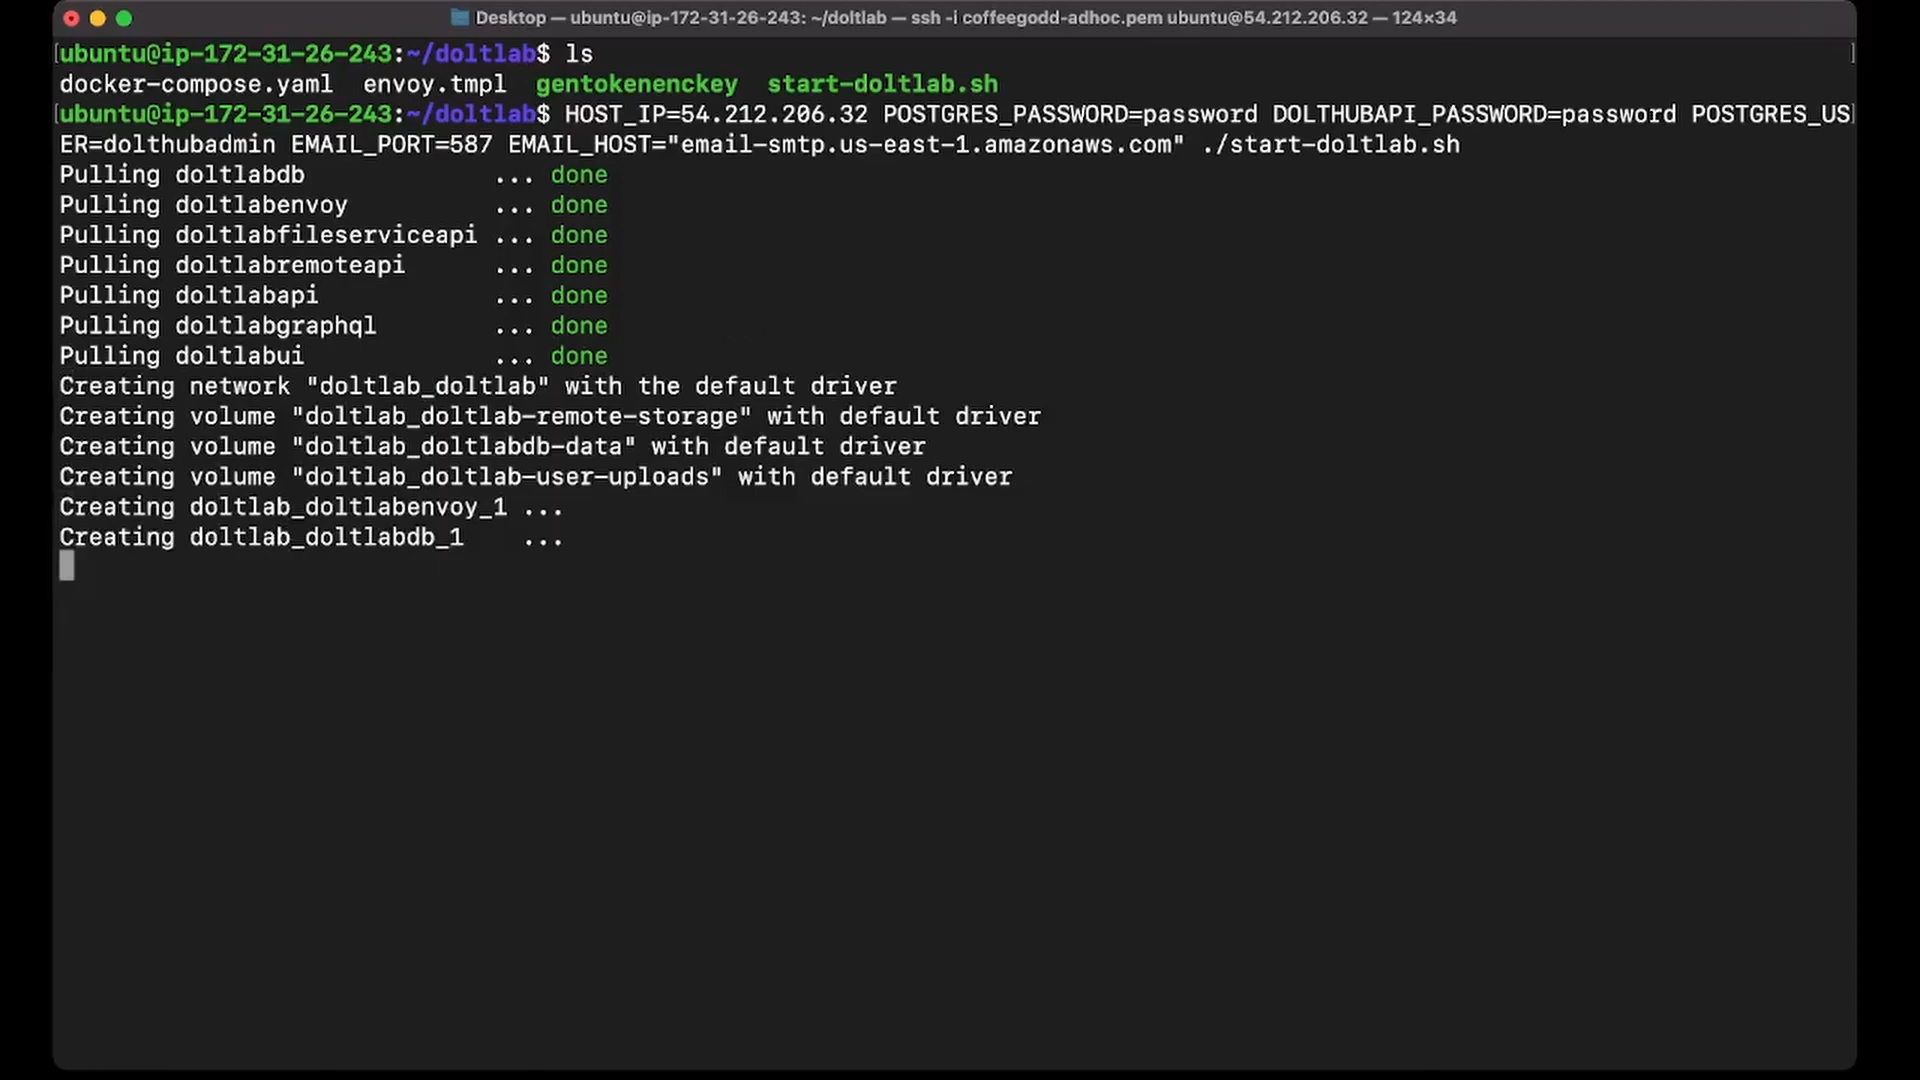 Desktop — ubuntu@ip-172-31-26-243: ~/doltlab — ssh -i coffeegodd-adhoc.pem ubuntu@54.212.206.32 — 124×34
[ubuntu@ip-172-31-26-243:~/doltlab$ ls ]
docker-compose.yaml  envoy.tmpl  gentokenenckey  start-doltlab.sh
[ubuntu@ip-172-31-26-243:~/doltlab$ HOST_IP=54.212.206.32 POSTGRES_PASSWORD=password DOLTHUBAPI_PASSWORD=password POSTGRES_US]
ER=dolthubadmin EMAIL_PORT=587 EMAIL_HOST="email-smtp.us-east-1.amazonaws.com" ./start-doltlab.sh
Pulling doltlabdb             ... done
Pulling doltlabenvoy          ... done
Pulling doltlabfileserviceapi ... done
Pulling doltlabremoteapi      ... done
Pulling doltlabapi            ... done
Pulling doltlabgraphql        ... done
Pulling doltlabui             ... done
Creating network "doltlab_doltlab" with the default driver
Creating volume "doltlab_doltlab-remote-storage" with default driver
Creating volume "doltlab_doltlabdb-data" with default driver
Creating volume "doltlab_doltlab-user-uploads" with default driver
Creating doltlab_doltlabenvoy_1 ...
Creating doltlab_doltlabdb_1    ...